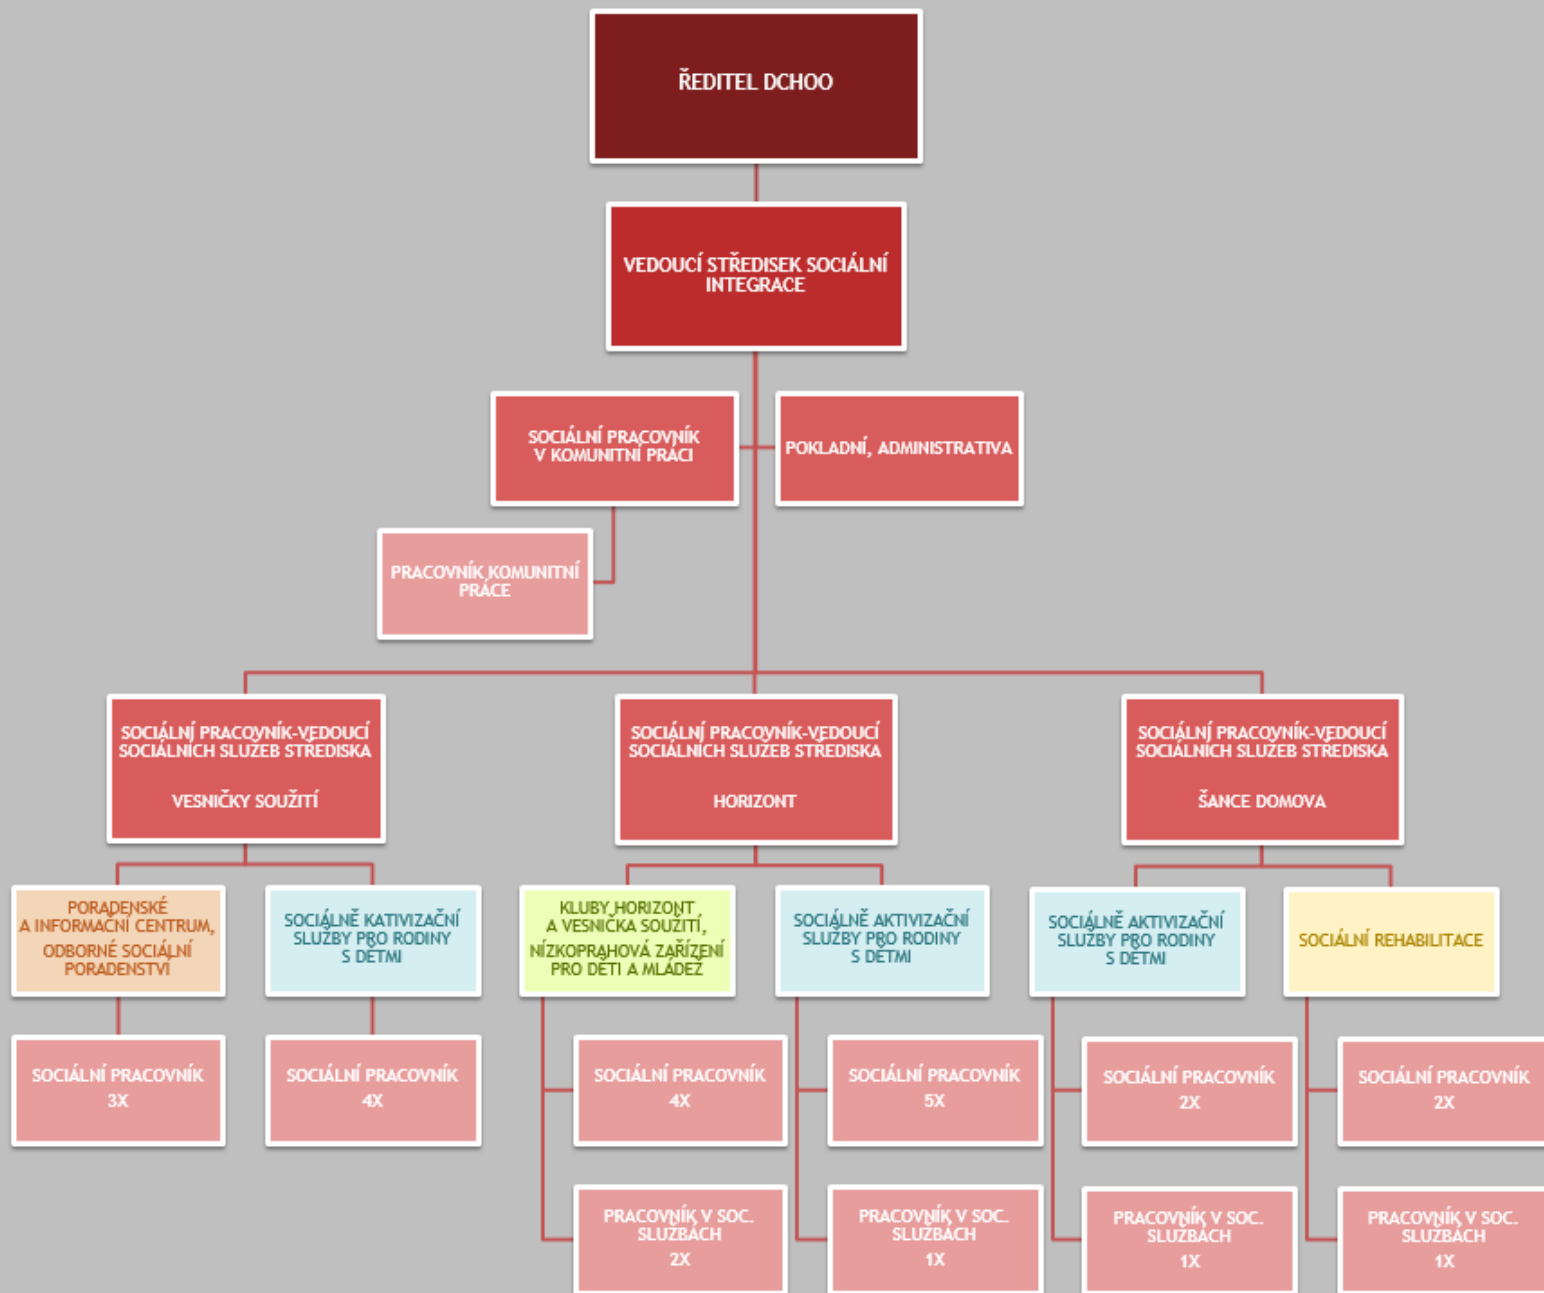 ŘEDITEL DCHOO
VEDOUCÍ STŘEDISEK SOCIÁLNÍ
INTEGRACE
SOCIÁLNÍ PRACOVNÍK
V KOMUNITNÍ PRÁCI
POKLADNÍ, ADMINISTRATIVA
PRACOVNÍK KOMUNITNÍ
PRÁCE
SOCIÁLNÍ PRACOVNÍK-VEDOUCÍ
SOCIÁLNÍCH SLUŽEB STŘEDISKA
VESNIČKY SOUŽITÍ
SOCIÁLNÍ PRACOVNÍK-VEDOUCÍ
SOCIÁLNÍCH SLUŽEB STŘEDISKA
HORIZONT
SOCIÁLNÍ PRACOVNÍK-VEDOUCÍ
SOCIÁLNÍCH SLUŽEB STŘEDISKA
ŠANCE DOMOVA
PORADENSKÉ
A INFORMAČNÍ CENTRUM,
ODBORNÉ SOCIÁLNÍ
PORADENSTVÍ
SOCIÁLNĚ KATIVIZAČNÍ
SLUŽBY PRO RODINY
S DĚTMI
KLUBY HORIZONT
A VESNIČKA SOUŽITÍ,
NÍZKOPRAHOVÁ ZAŘÍZENÍ
PRO DĚTI A MLÁDEŽ
SOCIÁLNĚ AKTIVIZAČNÍ
SLUŽBY PRO RODINY
S DĚTMI
SOCIÁLNĚ AKTIVIZAČNÍ
SLUŽBY PRO RODINY
S DĚTMI
SOCIÁLNÍ REHABILITACE
SOCIÁLNÍ PRACOVNÍK
3X
SOCIÁLNÍ PRACOVNÍK
4X
SOCIÁLNÍ PRACOVNÍK
4X
SOCIÁLNÍ PRACOVNÍK
5X
SOCIÁLNÍ PRACOVNÍK
2X
SOCIÁLNÍ PRACOVNÍK
2X
PRACOVNÍK V SOC.
SLUŽBÁCH
2X
PRACOVNÍK V SOC.
SLUŽBÁCH
1X
PRACOVNÍK V SOC.
SLUŽBÁCH
1X
PRACOVNÍK V SOC.
SLUŽBÁCH
1X